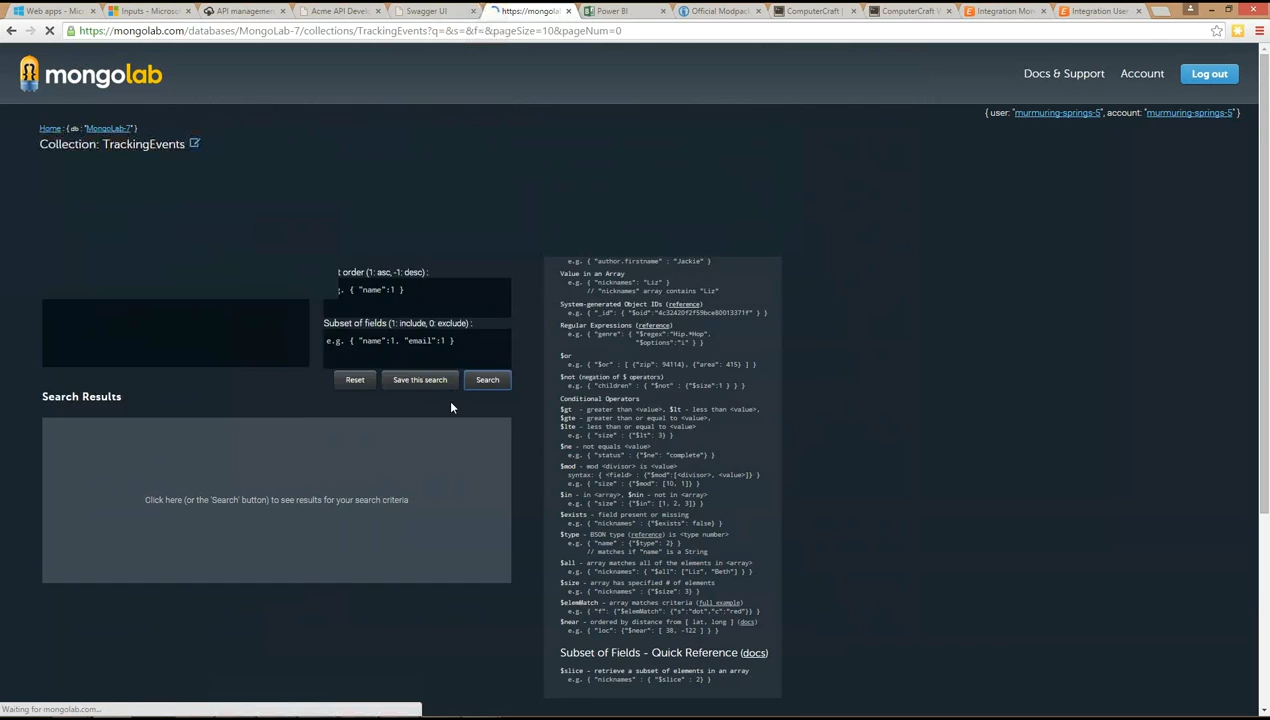 Web apps - Micros
Inputs - Microsof
API managemen
Acme API Develo
Swagger UI
https://mongolab
Power BI
Official Modpack
ComputerCraft |
ComputerCraft W
Integration Mon
Integration User
https://mongolab.com/databases/MongoLab-7/collections/TrackingEvents?q=&s=&f=&pageSize=10&pageNum=0
mongolab
Docs & Support
Account
Log out
{ user: "murmuring-springs-5", account: "murmuring-springs-5" }
Home : { db : "MongoLab-7" }
Collection: TrackingEvents
t order (1: asc, -1: desc) :
g. { "name":1 }
Subset of fields (1: include, 0: exclude) :
e.g. { "name":1, "email":1 }
Reset
Save this search
Search
Search Results
Click here (or the 'Search' button) to see results for your search criteria
e.g. { "author.firstname" : "Jackie" }
Value in an Array
e.g. { "nicknames": "Liz" }
// "nicknames" array contains "Liz"
System-generated Object IDs (reference)
e.g. { "_id": { "$oid":"4c32420f2f59bce80013371f" } }
Regular Expressions (reference)
e.g. { "genre": { "$regex":"Hip.*Hop",
"$options":"i" } }
$or
e.g. { "$or" : [ {"zip": 94114}, {"area": 415} ] }
$not (negation of $ operators)
e.g. { "children" : { "$not" : {"$size":1 } } }
Conditional Operators
$gt - greater than <value>, $lt - less than <value>,
$gte - greater than or equal to <value>,
$lte - less than or equal to <value>
e.g. { "size" : {"$lt": 3} }
$ne - not equals <value>
e.g. { "status" : {"$ne": "complete"} }
$mod - mod <divisor> is <value>
syntax: { <field> : {"$mod":[<divisor>, <value>]} }
e.g. { "size" : {"$mod": [10, 1]} }
$in - in <array>, $nin - not in <array>
e.g. { "size" : {"$in": [1, 2, 3]} }
$exists - field present or missing
e.g. { "nicknames" : {"$exists": false} }
$type - BSON type (reference) is <type number>
e.g. { "name" : {"$type": 2} }
// matches if "name" is a String
$all - array matches all of the elements in <array>
e.g. { "nicknames": { "$all": ["Liz", "Beth"] } }
$size - array has specified # of elements
e.g. { "nicknames" : {"$size": 3} }
$elemMatch - array matches criteria (full example)
e.g. { "f": {"$elemMatch": {"s":"dot","c":"red"}} }
$near - ordered by distance from [ lat, long ] (docs)
e.g. { "loc": {"$near": [ 38, -122 ] } }
Subset of Fields - Quick Reference (docs)
$slice - retrieve a subset of elements in an array
e.g. { "nicknames" : { "$slice" : 2} }
Waiting for mongolab.com...